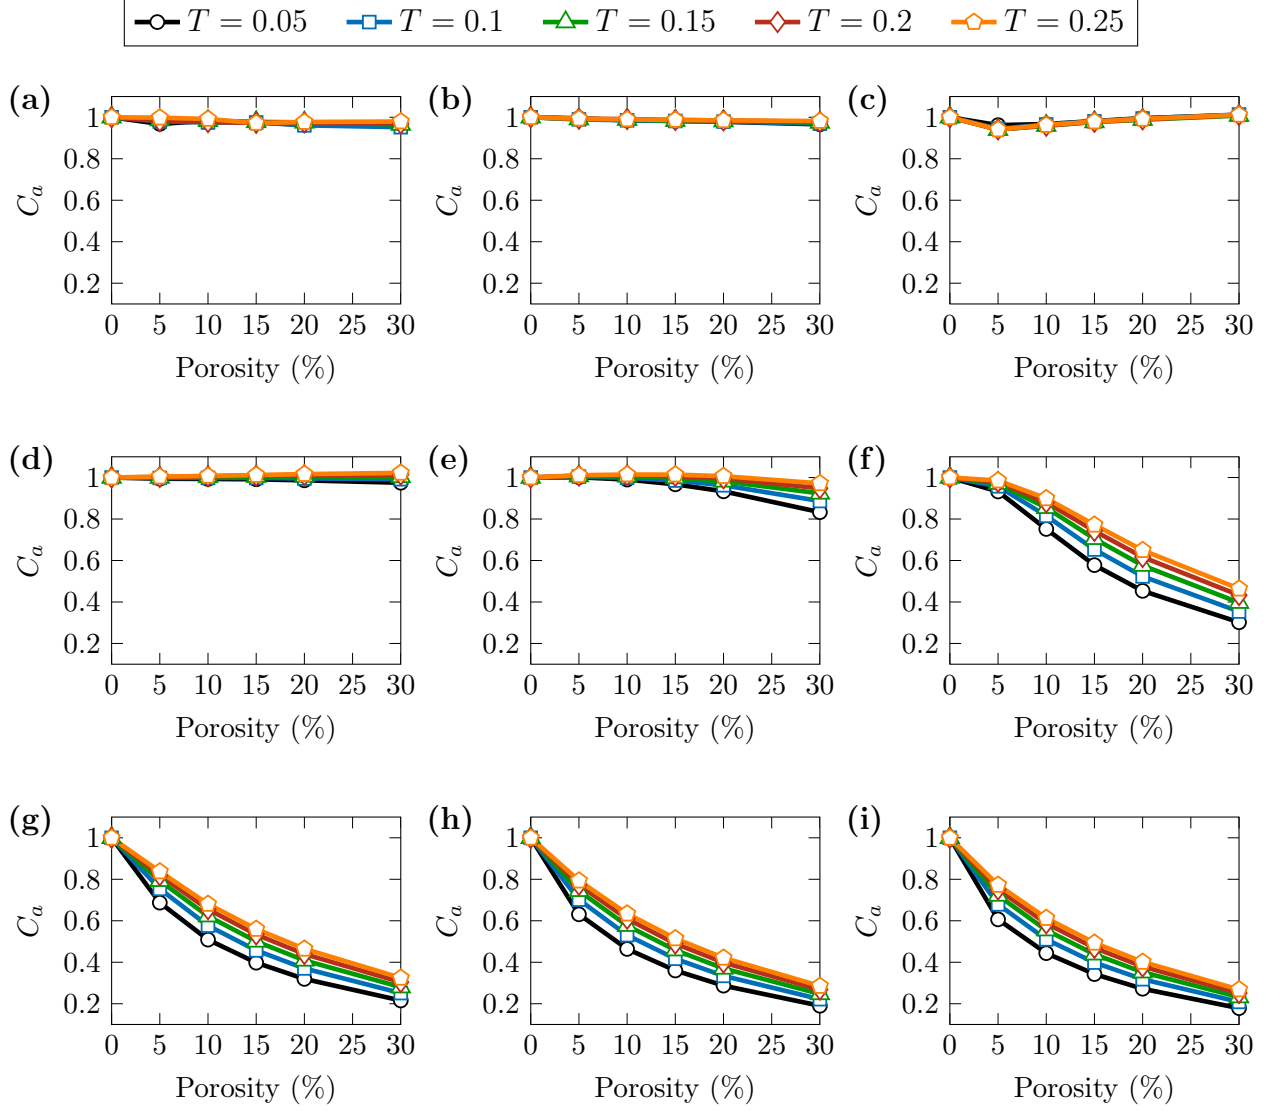 T = 0.05 T = 0.1 T = 0.15 T = 0.2 T = 0.25
(a) (b) (c)
1 1 1
0.8 0.8 0.8
0.6 0.6 0.6
C_a C_a C_a
0.4 0.4 0.4
0.2 0.2 0.2
0 5 10 15 20 25 30 0 5 10 15 20 25 30 0 5 10 15 20 25 30
Porosity (%) Porosity (%) Porosity (%)
(d) (e) (f)
1 1 1
0.8 0.8 0.8
0.6 0.6 0.6
C_a C_a C_a
0.4 0.4 0.4
0.2 0.2 0.2
0 5 10 15 20 25 30 0 5 10 15 20 25 30 0 5 10 15 20 25 30
Porosity (%) Porosity (%) Porosity (%)
(g) (h) (i)
1 1 1
0.8 0.8 0.8
0.6 0.6 0.6
C_a C_a C_a
0.4 0.4 0.4
0.2 0.2 0.2
0 5 10 15 20 25 30 0 5 10 15 20 25 30 0 5 10 15 20 25 30
Porosity (%) Porosity (%) Porosity (%)